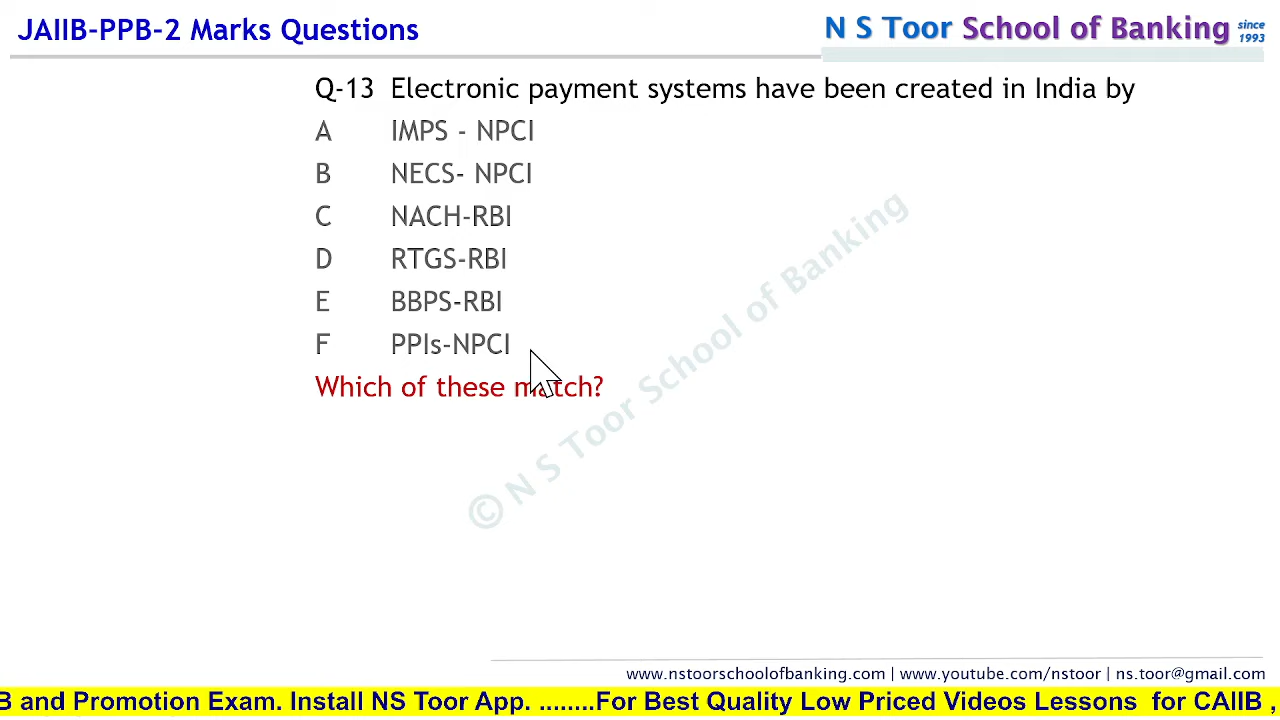 JAIIB-PPB-2 Marks Questions
N S Toor School of Banking since 1993
Q-13 Electronic payment systems have been created in India by
A IMPS - NPCI
B NECS- NPCI
C NACH-RBI
D RTGS-RBI
E BBPS-RBI
F PPIs-NPCI
Which of these match?
© N S Toor School of Banking
www.nstoorschoolofbanking.com | www.youtube.com/nstoor | ns.toor@gmail.com
B and Promotion Exam. Install NS Toor App. ........For Best Quality Low Priced Videos Lessons for CAIIB ,